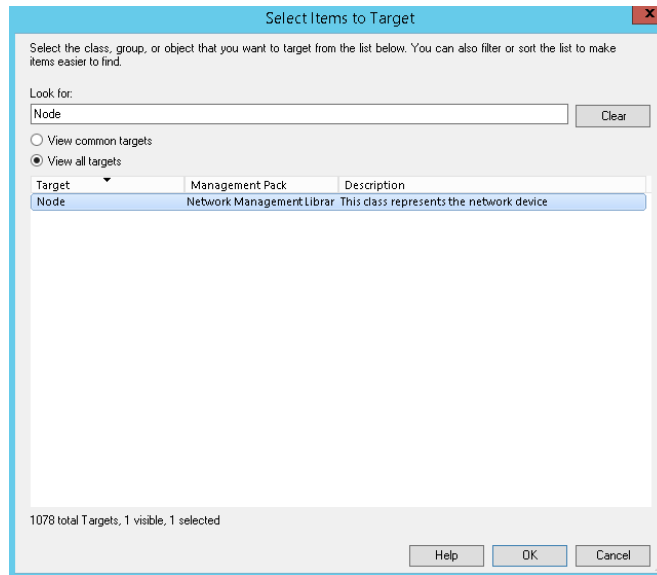 Select Items to Target
x
Select the class, group, or object that you want to target from the list below. You can also filter or sort the list to make
items easier to find.
Look for:
Node
Clear
View common targets
View all targets
Target Management Pack Description
Node Network Management Librar This class represents the network device
1078 total Targets, 1 visible, 1 selected
Help OK Cancel